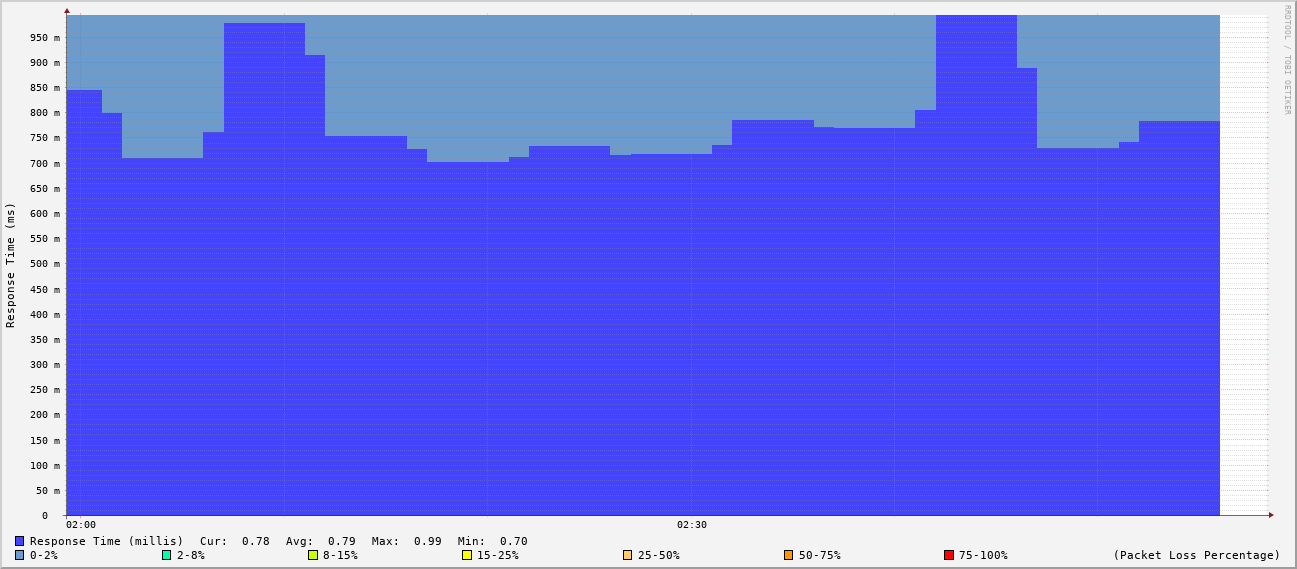 RRDTOOL / TOBI OETIKER
Response Time (ms)
950 m
900 m
850 m
800 m
750 m
700 m
650 m
600 m
550 m
500 m
450 m
400 m
350 m
300 m
250 m
200 m
150 m
100 m
50 m
0
02:00 02:30
Response Time (millis) Cur: 0.78 Avg: 0.79 Max: 0.99 Min: 0.70
0-2% 2-8% 8-15% 15-25% 25-50% 50-75% 75-100% (Packet Loss Percentage)